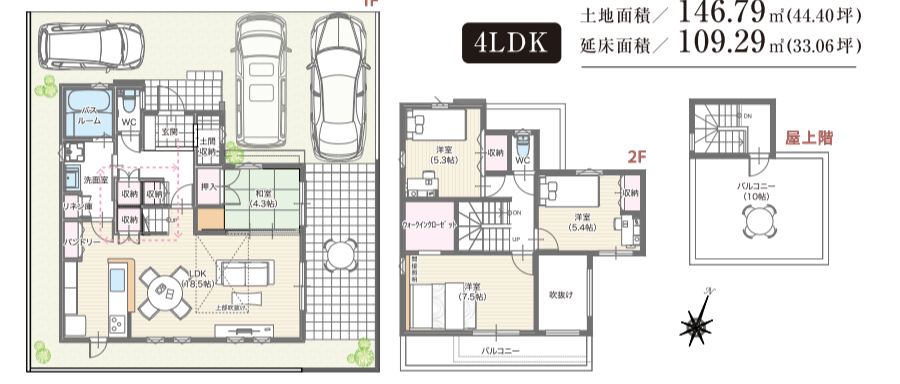 1F
4LDK
土地面積／ 146.79㎡(44.40坪)
延床面積／ 109.29㎡(33.06坪)
バス
ルーム
WC
玄関
土間
収納
洗面室
収納
収納
押入
和室
(4.3帖)
リネン庫
収納
UP
パントリー
LDK
(18.5帖)
上部吹抜け
2F
洋室
(5.3帖)
収納
WC
洋室
(5.4帖)
収納
ウォークインクローゼット
DN
UP
洋室
(7.5帖)
吹抜け
バルコニー
屋上階
DN
バルコニー
(10帖)
N